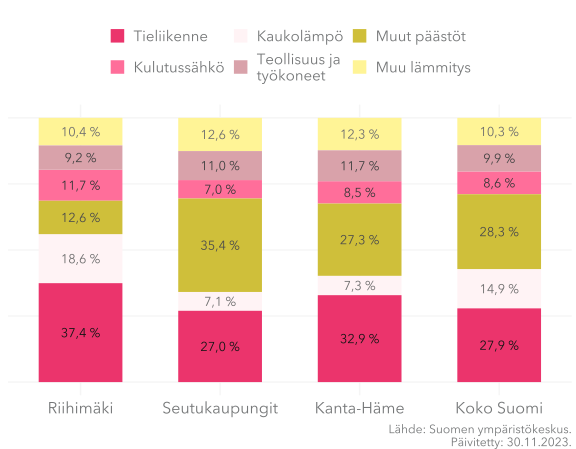 Tieliikenne
Kaukolämpö
Muut päästöt
Kulutussähkö
Teollisuus ja
työkoneet
Muu lämmitys
10,4 %
9,2 %
11,7 %
12,6 %
18,6 %
37,4 %
12,6 %
11,0 %
7,0 %
35,4 %
7,1 %
27,0 %
12,3 %
11,7 %
8,5 %
27,3 %
7,3 %
32,9 %
10,3 %
9,9 %
8,6 %
28,3 %
14,9 %
27,9 %
Riihimäki
Seutukaupungit
Kanta-Häme
Koko Suomi
Lähde: Suomen ympäristökeskus.
Päivitetty: 30.11.2023.